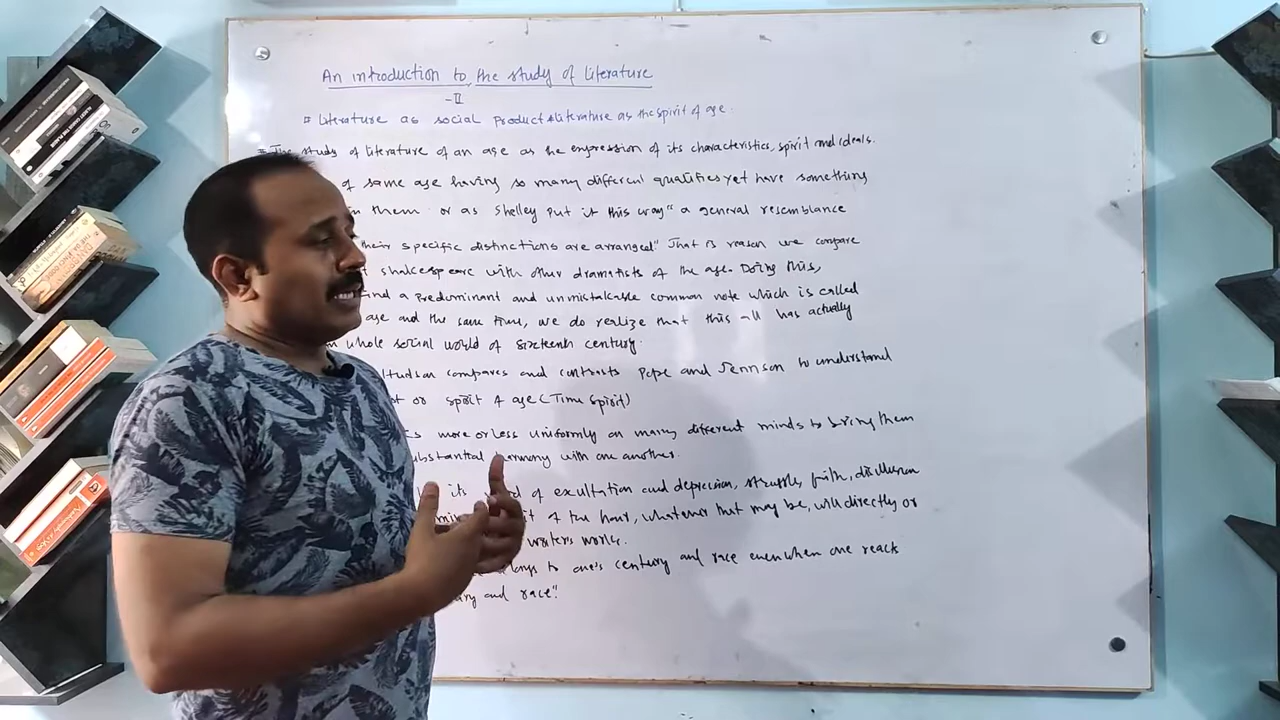 An introduction to the study of Literature
-II
Literature as social product & literature as the spirit of age.
The study of literature of an age as the expression of its characteristics, spirit and ideals.
of same age having so many different qualities yet have something
in them or as Shelley put it this way "a general resemblance
their specific distinctions are arranged" That is reason we compare
Shakespeare with other dramatists of the age. Doing this,
find a predominant and unmistakable common note which is called
age and the same time, we do realize that this all has actually
whole social world of sixteenth century.
compares and contrasts Pope and Tennson to understand
or spirit of age (Time Spirit)
is more or less uniformly on many different minds to bring them
substantial harmony with one another.
its of exultation and depression, struggle, faith, disillusion
of the hour, whatever that may be, will directly or
writer's works.
to one's century and race even when one reacts
and race".